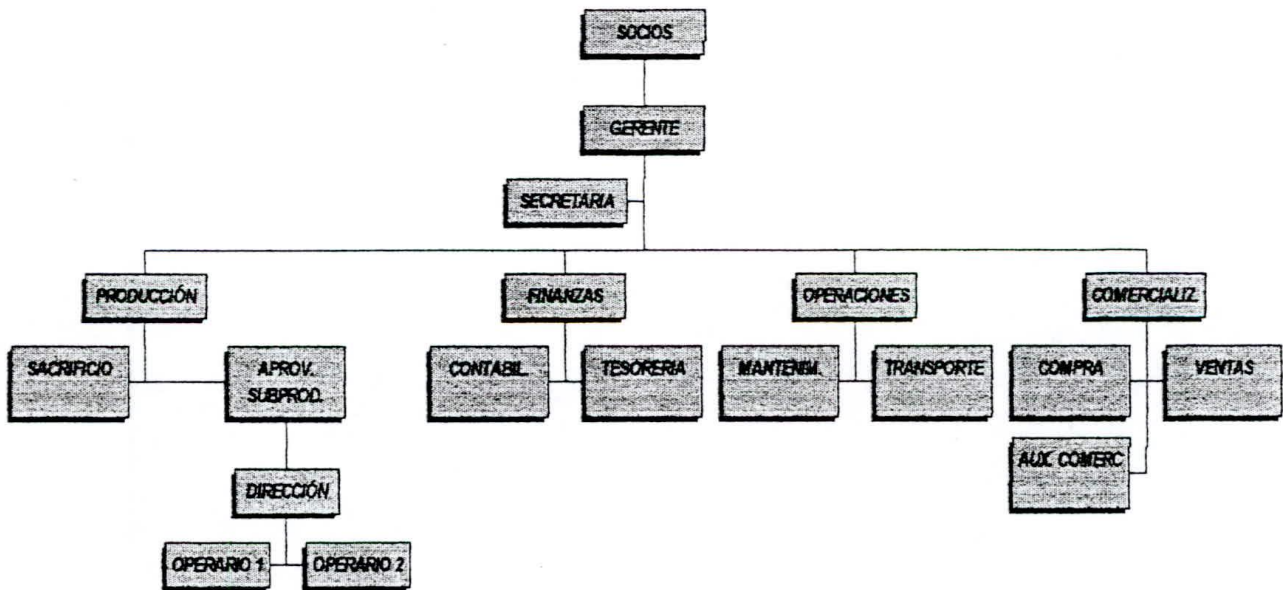 SOCIOS
GERENTE
SECRETARIA
PRODUCCIÓN
FINANZAS
OPERACIONES
COMERCIALIZ.
SACRIFICIO
APROV.
SUBPROD.
CONTABIL.
TESORERIA
MANTENIM.
TRANSPORTE
COMPRA
VENTAS
AUX. COMERC
DIRECCIÓN
OPERARIO 1
OPERARIO 2